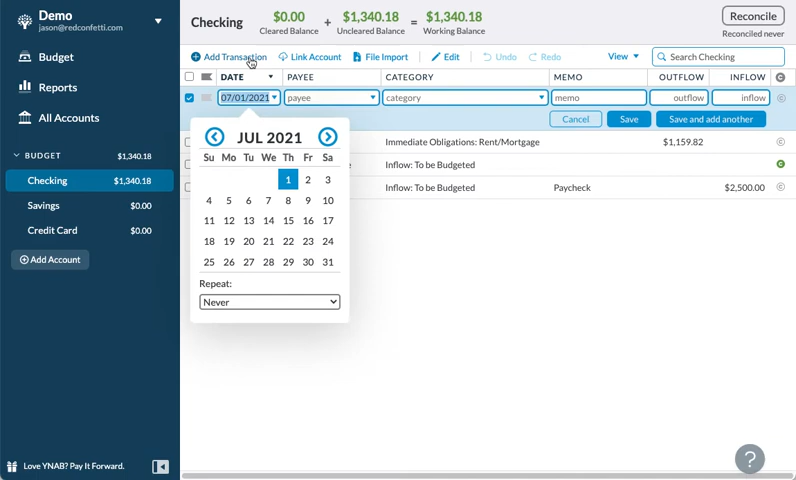 Demo
jason@redconfetti.com
Budget
Reports
All Accounts
BUDGET $1,340.18
Checking $1,340.18
Savings $0.00
Credit Card $0.00
Add Account
Love YNAB? Pay It Forward.
Checking
$0.00 + $1,340.18 = $1,340.18
Cleared Balance Uncleared Balance Working Balance
Reconcile
Reconciled never
Add Transaction Link Account File Import Edit Undo Redo View Search Checking
DATE PAYEE CATEGORY MEMO OUTFLOW INFLOW C
07/01/2021 payee category memo outflow inflow C
Cancel Save Save and add another
Immediate Obligations: Rent/Mortgage $1,159.82 C
e Inflow: To be Budgeted C
Inflow: To be Budgeted Paycheck $2,500.00 C
JUL 2021
Su Mo Tu We Th Fr Sa
1 2 3
4 5 6 7 8 9 10
11 12 13 14 15 16 17
18 19 20 21 22 23 24
25 26 27 28 29 30 31
Repeat:
Never
?